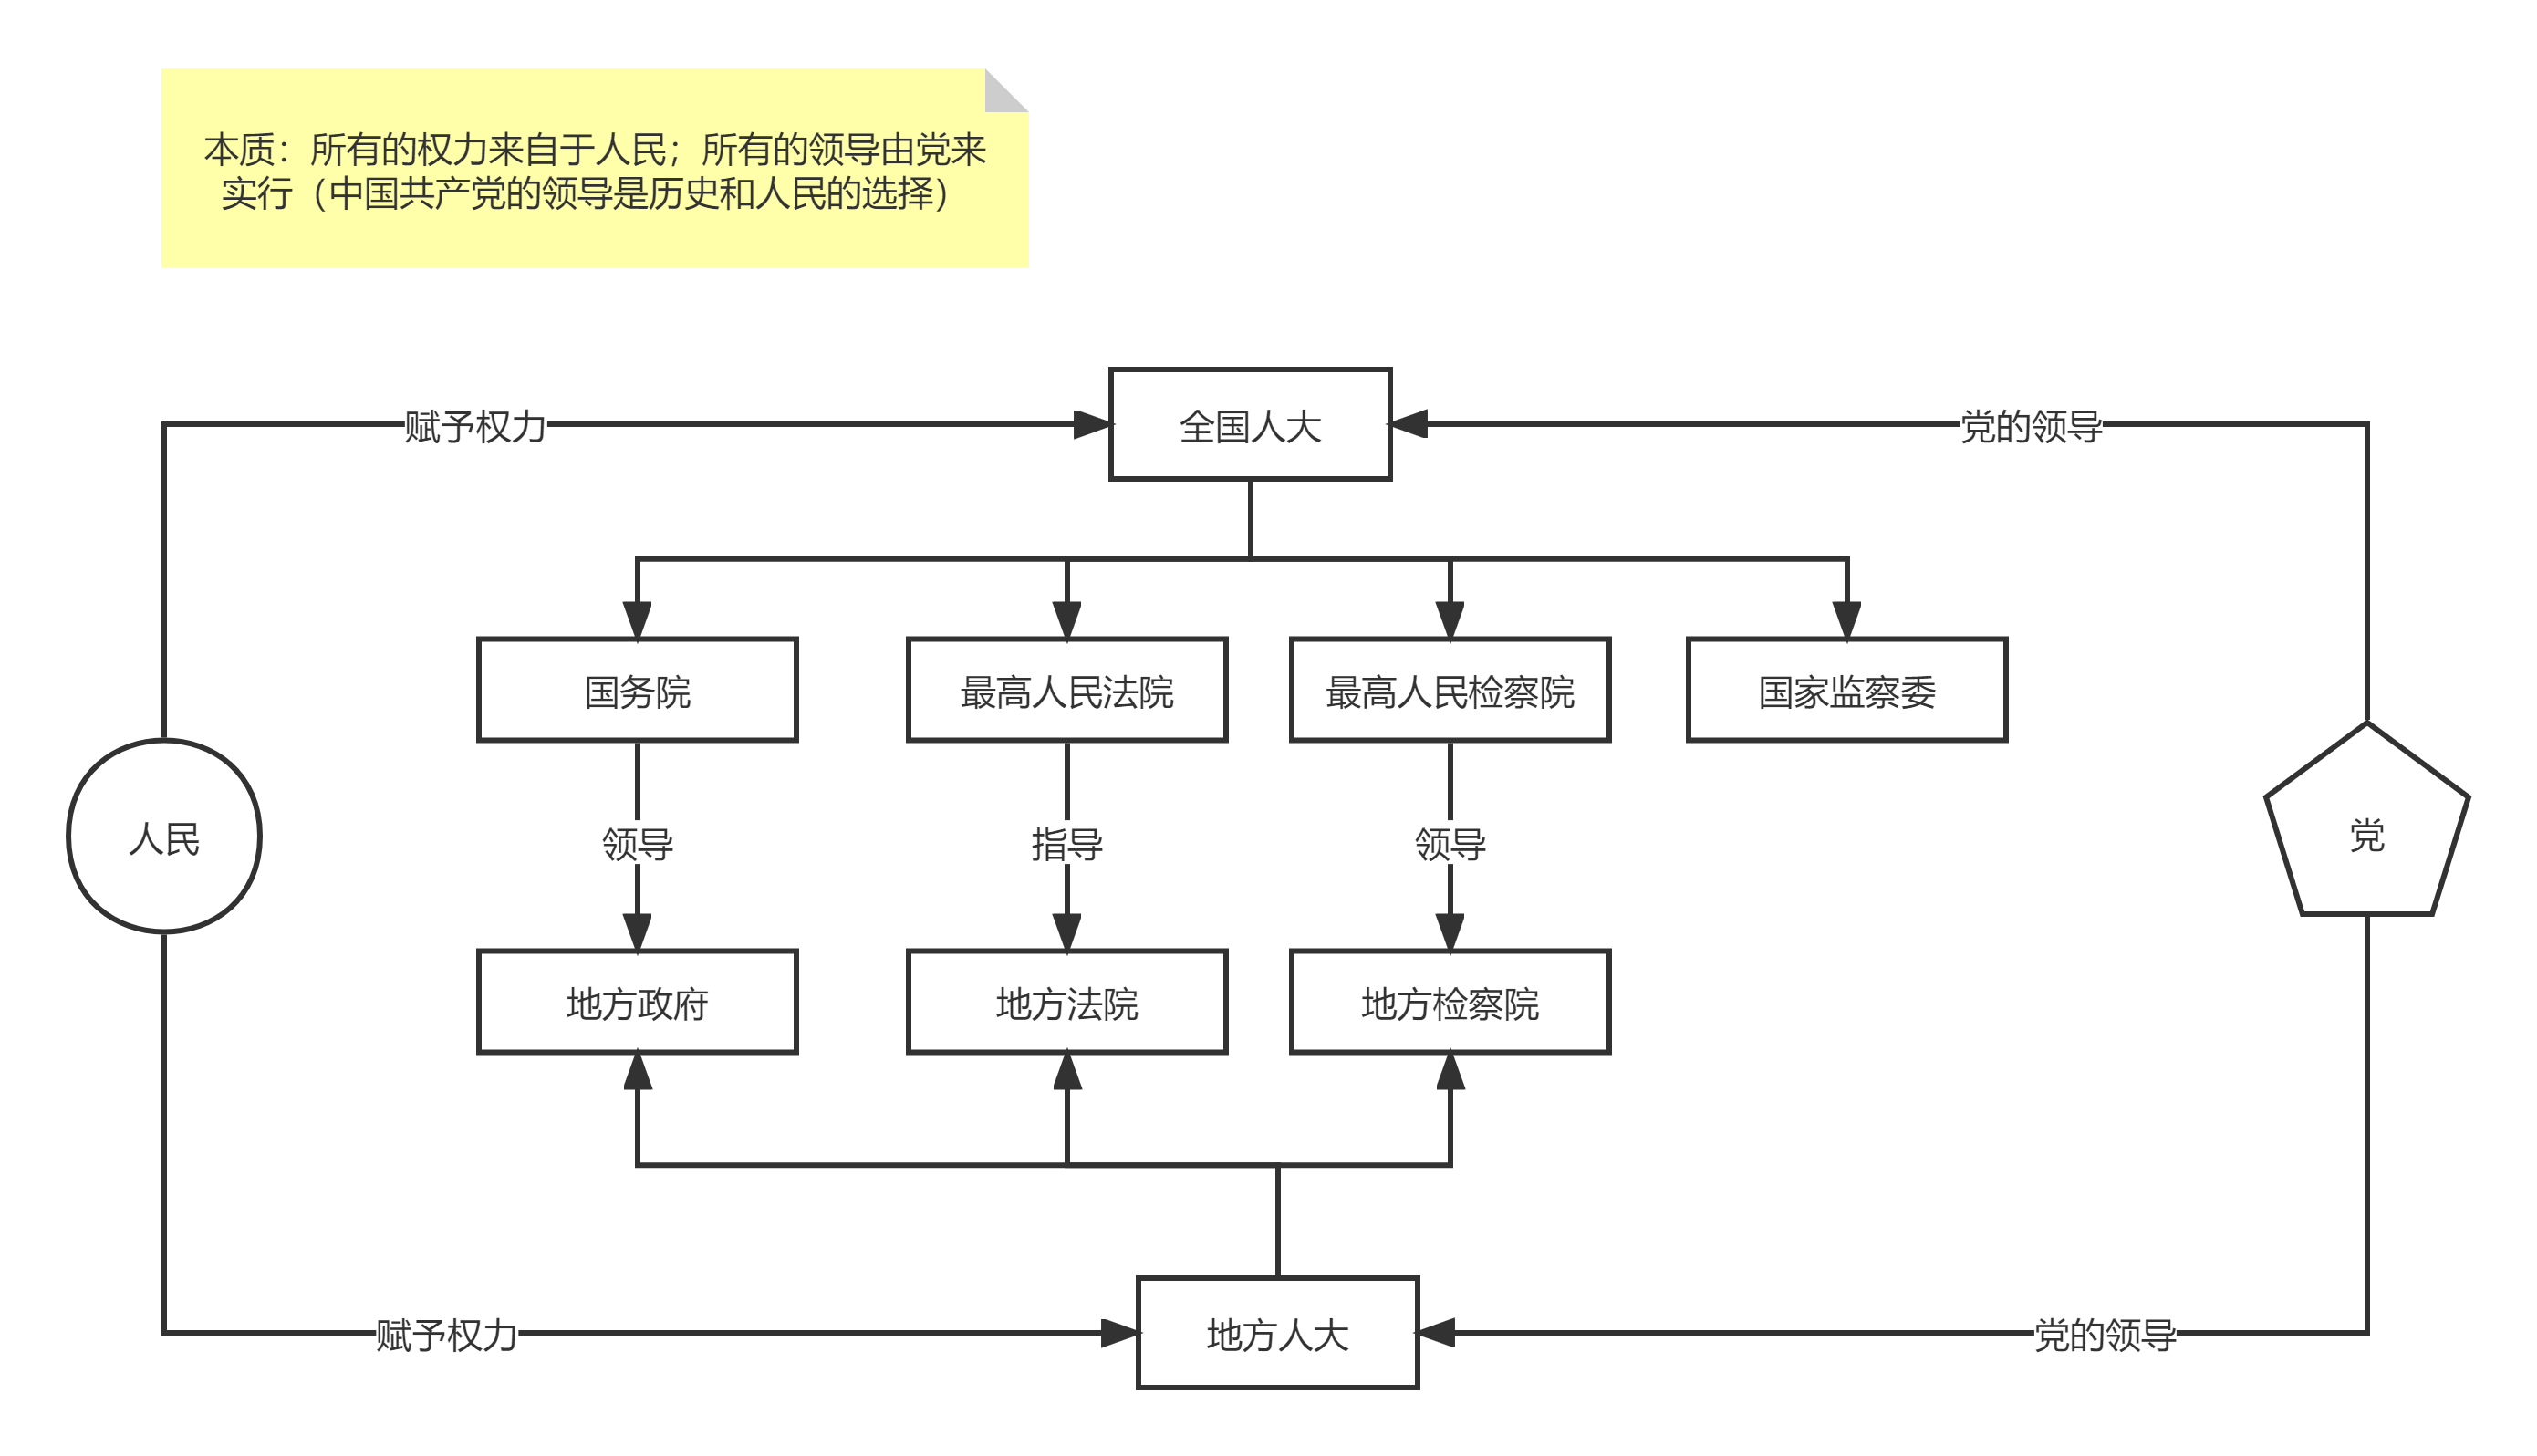 本质：所有的权力来自于人民；所有的领导由党来
实行（中国共产党的领导是历史和人民的选择）
全国人大
赋予权力
党的领导
国务院
最高人民法院
最高人民检察院
国家监察委
人民
领导
指导
领导
党
地方政府
地方法院
地方检察院
赋予权力
地方人大
党的领导